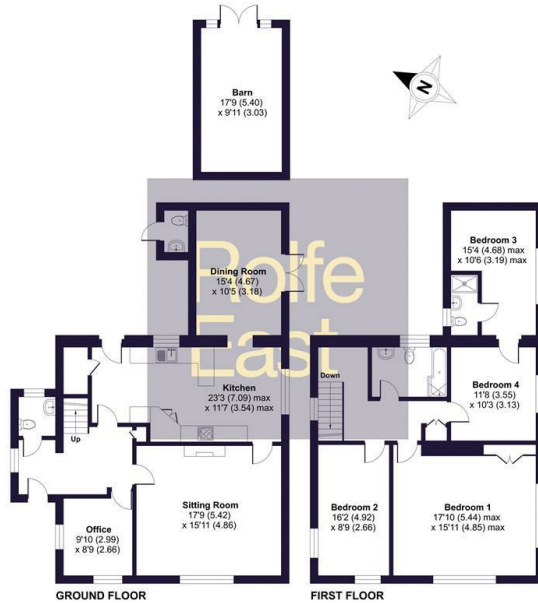 Barn
17'9 (5.40)
x 9'11 (3.03)
N
Rolfe
East
Dining Room
15'4 (4.67)
x 10'5 (3.18)
Bedroom 3
15'4 (4.68) max
x 10'6 (3.19) max
Kitchen
23'3 (7.09) max
x 11'7 (3.54) max
Down
Bedroom 4
11'8 (3.55)
x 10'3 (3.13)
Up
Office
9'10 (2.99)
x 8'9 (2.66)
Sitting Room
17'9 (5.42)
x 15'11 (4.86)
Bedroom 2
16'2 (4.92)
x 8'9 (2.66)
Bedroom 1
17'10 (5.44) max
x 15'11 (4.85) max
GROUND FLOOR
FIRST FLOOR